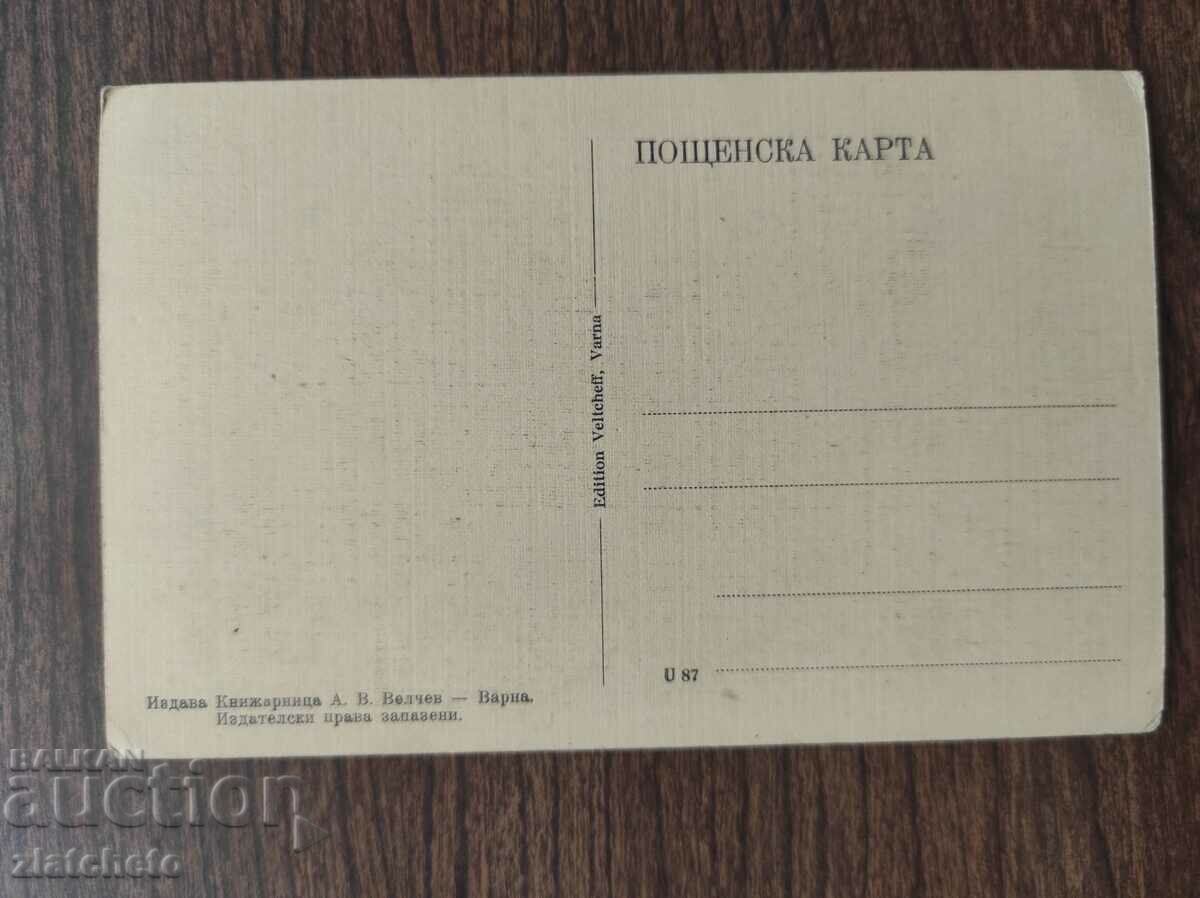 ПОЩЕНСКА КАРТА
Edition Veltcheff, Varna
U 87
Издава Книжарница А. В. Велчев — Варна.
Издателски права запазени.
BALKAN
auction
zlatcheto